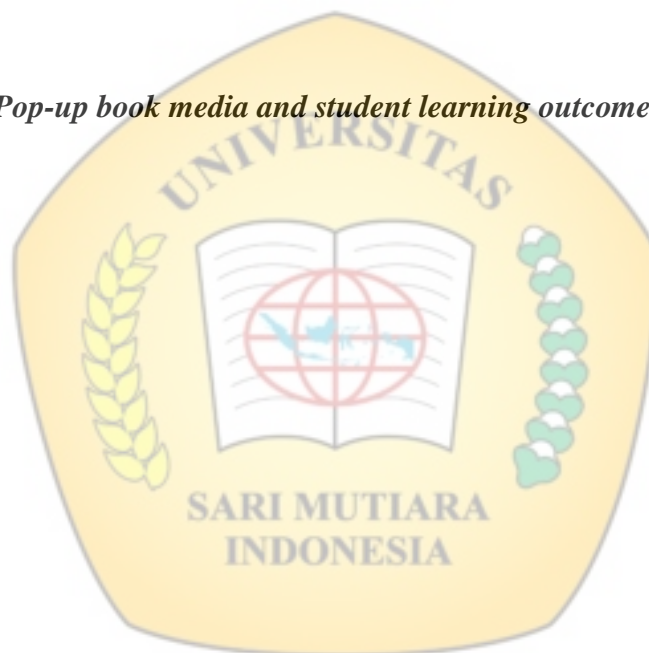 Pop-up book media and student learning outcome
UNIVERSITAS
SARI MUTIARA
INDONESIA